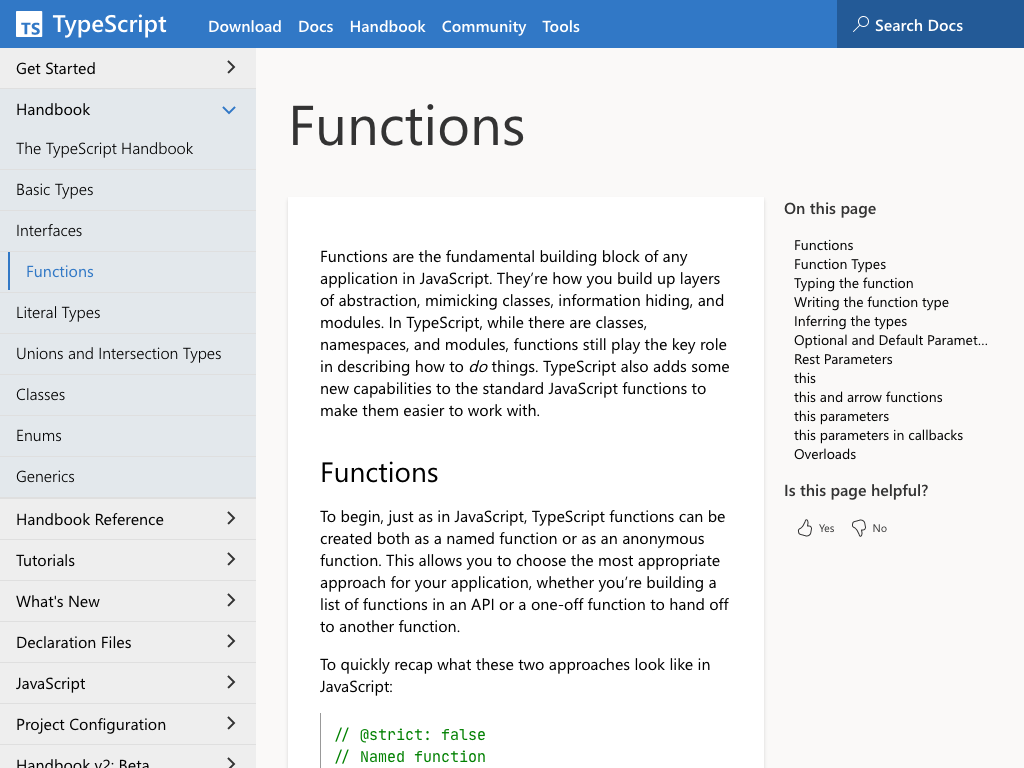 TS TypeScript
Download Docs Handbook Community Tools
Search Docs
Get Started
Handbook
The TypeScript Handbook
Basic Types
Interfaces
Functions
Literal Types
Unions and Intersection Types
Classes
Enums
Generics
Handbook Reference
Tutorials
What's New
Declaration Files
JavaScript
Project Configuration
Handbook v2: Beta
Functions
Functions are the fundamental building block of any
application in JavaScript. They’re how you build up layers
of abstraction, mimicking classes, information hiding, and
modules. In TypeScript, while there are classes,
namespaces, and modules, functions still play the key role
in describing how to do things. TypeScript also adds some
new capabilities to the standard JavaScript functions to
make them easier to work with.
Functions
To begin, just as in JavaScript, TypeScript functions can be
created both as a named function or as an anonymous
function. This allows you to choose the most appropriate
approach for your application, whether you’re building a
list of functions in an API or a one-off function to hand off
to another function.
To quickly recap what these two approaches look like in
JavaScript:
// @strict: false
// Named function
On this page
Functions
Function Types
Typing the function
Writing the function type
Inferring the types
Optional and Default Paramet...
Rest Parameters
this
this and arrow functions
this parameters
this parameters in callbacks
Overloads
Is this page helpful?
Yes No